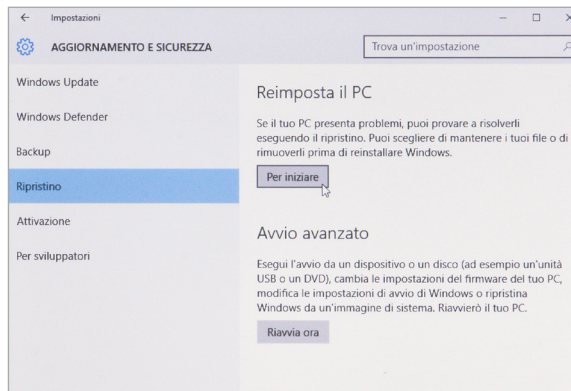 Impostazioni
AGGIORNAMENTO E SICUREZZA
Trova un'impostazione
Windows Update
Windows Defender
Backup
Ripristino
Attivazione
Per sviluppatori
Reimposta il PC
Se il tuo PC presenta problemi, puoi provare a risolverli
eseguendo il ripristino. Puoi scegliere di mantenere i tuoi file o di
rimuoverli prima di reinstallare Windows.
Per iniziare
Avvio avanzato
Esegui l'avvio da un dispositivo o un disco (ad esempio un'unità
USB o un DVD), cambia le impostazioni del firmware del tuo PC,
modifica le impostazioni di avvio di Windows o ripristina
Windows da un'immagine di sistema. Riavvierò il tuo PC.
Riavvia ora